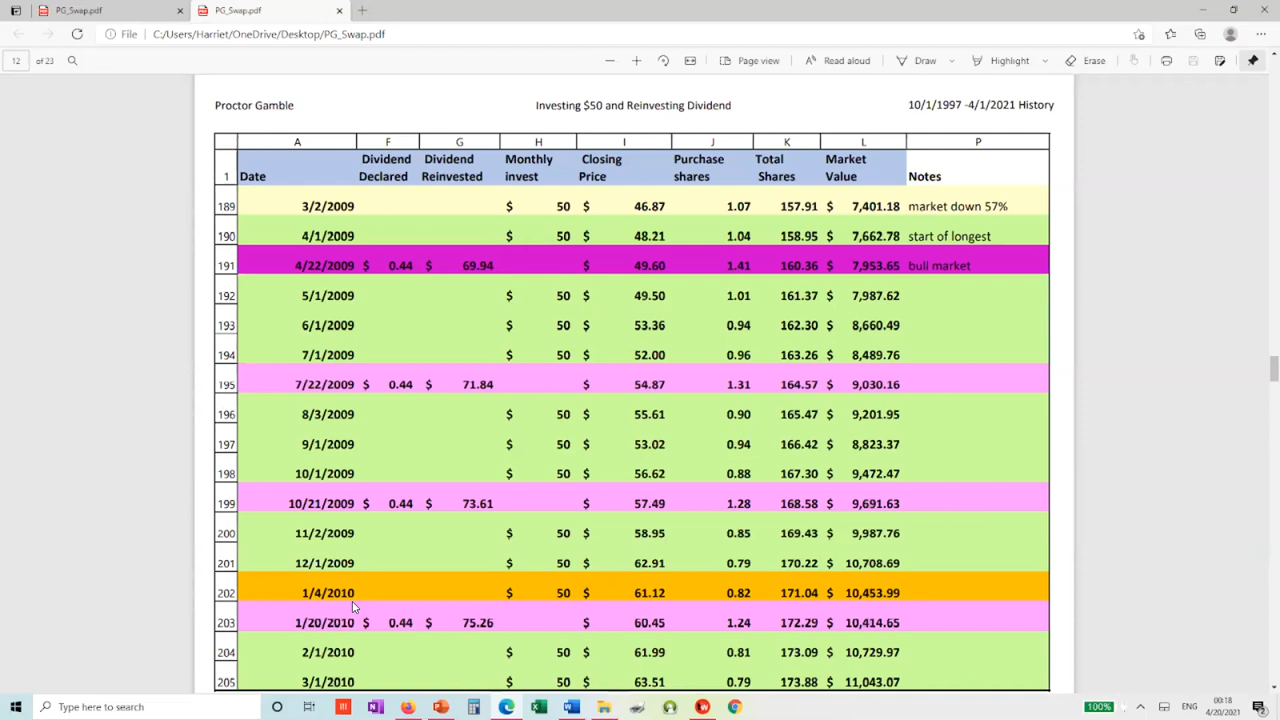 PG_Swap.pdf PG_Swap.pdf
File C:/Users/Harriet/OneDrive/Desktop/PG_Swap.pdf
12 of 23 Page view Read aloud Draw Highlight Erase
Proctor Gamble Investing $50 and Reinvesting Dividend 10/1/1997 -4/1/2021 History
A F G H I J K L P
Dividend Dividend Monthly Closing Purchase Total Market
1 Date Declared Reinvested invest Price shares Shares Value Notes
189 3/2/2009 $ 50 $ 46.87 1.07 157.91 $ 7,401.18 market down 57%
190 4/1/2009 $ 50 $ 48.21 1.04 158.95 $ 7,662.78 start of longest
191 4/22/2009 $ 0.44 $ 69.94 $ 49.60 1.41 160.36 $ 7,953.65 bull market
192 5/1/2009 $ 50 $ 49.50 1.01 161.37 $ 7,987.62
193 6/1/2009 $ 50 $ 53.36 0.94 162.30 $ 8,660.49
194 7/1/2009 $ 50 $ 52.00 0.96 163.26 $ 8,489.76
195 7/22/2009 $ 0.44 $ 71.84 $ 54.87 1.31 164.57 $ 9,030.16
196 8/3/2009 $ 50 $ 55.61 0.90 165.47 $ 9,201.95
197 9/1/2009 $ 50 $ 53.02 0.94 166.42 $ 8,823.37
198 10/1/2009 $ 50 $ 56.62 0.88 167.30 $ 9,472.47
199 10/21/2009 $ 0.44 $ 73.61 $ 57.49 1.28 168.58 $ 9,691.63
200 11/2/2009 $ 50 $ 58.95 0.85 169.43 $ 9,987.76
201 12/1/2009 $ 50 $ 62.91 0.79 170.22 $ 10,708.69
202 1/4/2010 $ 50 $ 61.12 0.82 171.04 $ 10,453.99
203 1/20/2010 $ 0.44 $ 75.26 $ 60.45 1.24 172.29 $ 10,414.65
204 2/1/2010 $ 50 $ 61.99 0.81 173.09 $ 10,729.97
205 3/1/2010 $ 50 $ 63.51 0.79 173.88 $ 11,043.07
Type here to search 100% ENG 00:18
4/20/2021 2